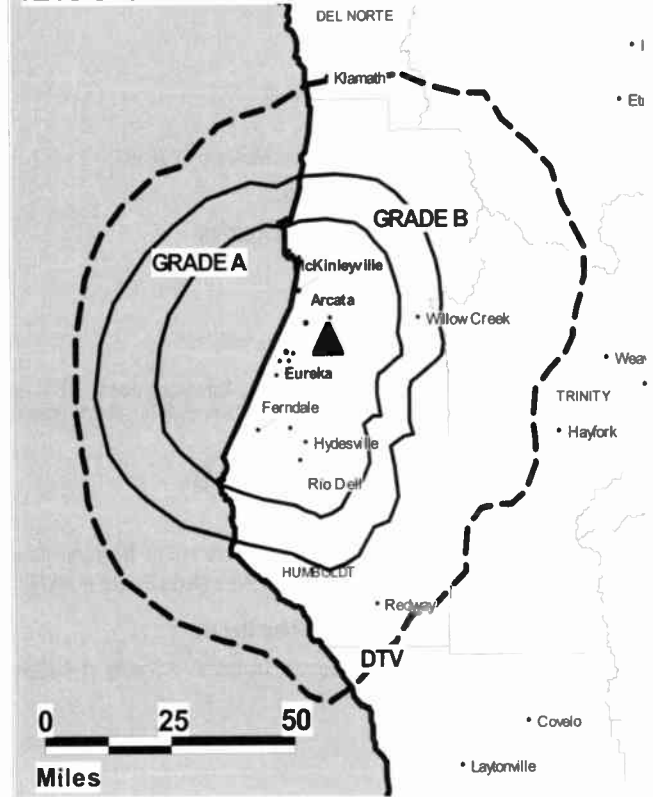 DEL NORTE
Klamath
GRADE B
GRADE A
McKinleyville
Arcata
Willow Creek
Eureka
TRINITY
Ferndale
Hayfork
Hydesville
Rio Dell
HUMBOLDT
Redway
DTV
0 25 50
Miles
Covelo
Laytonville